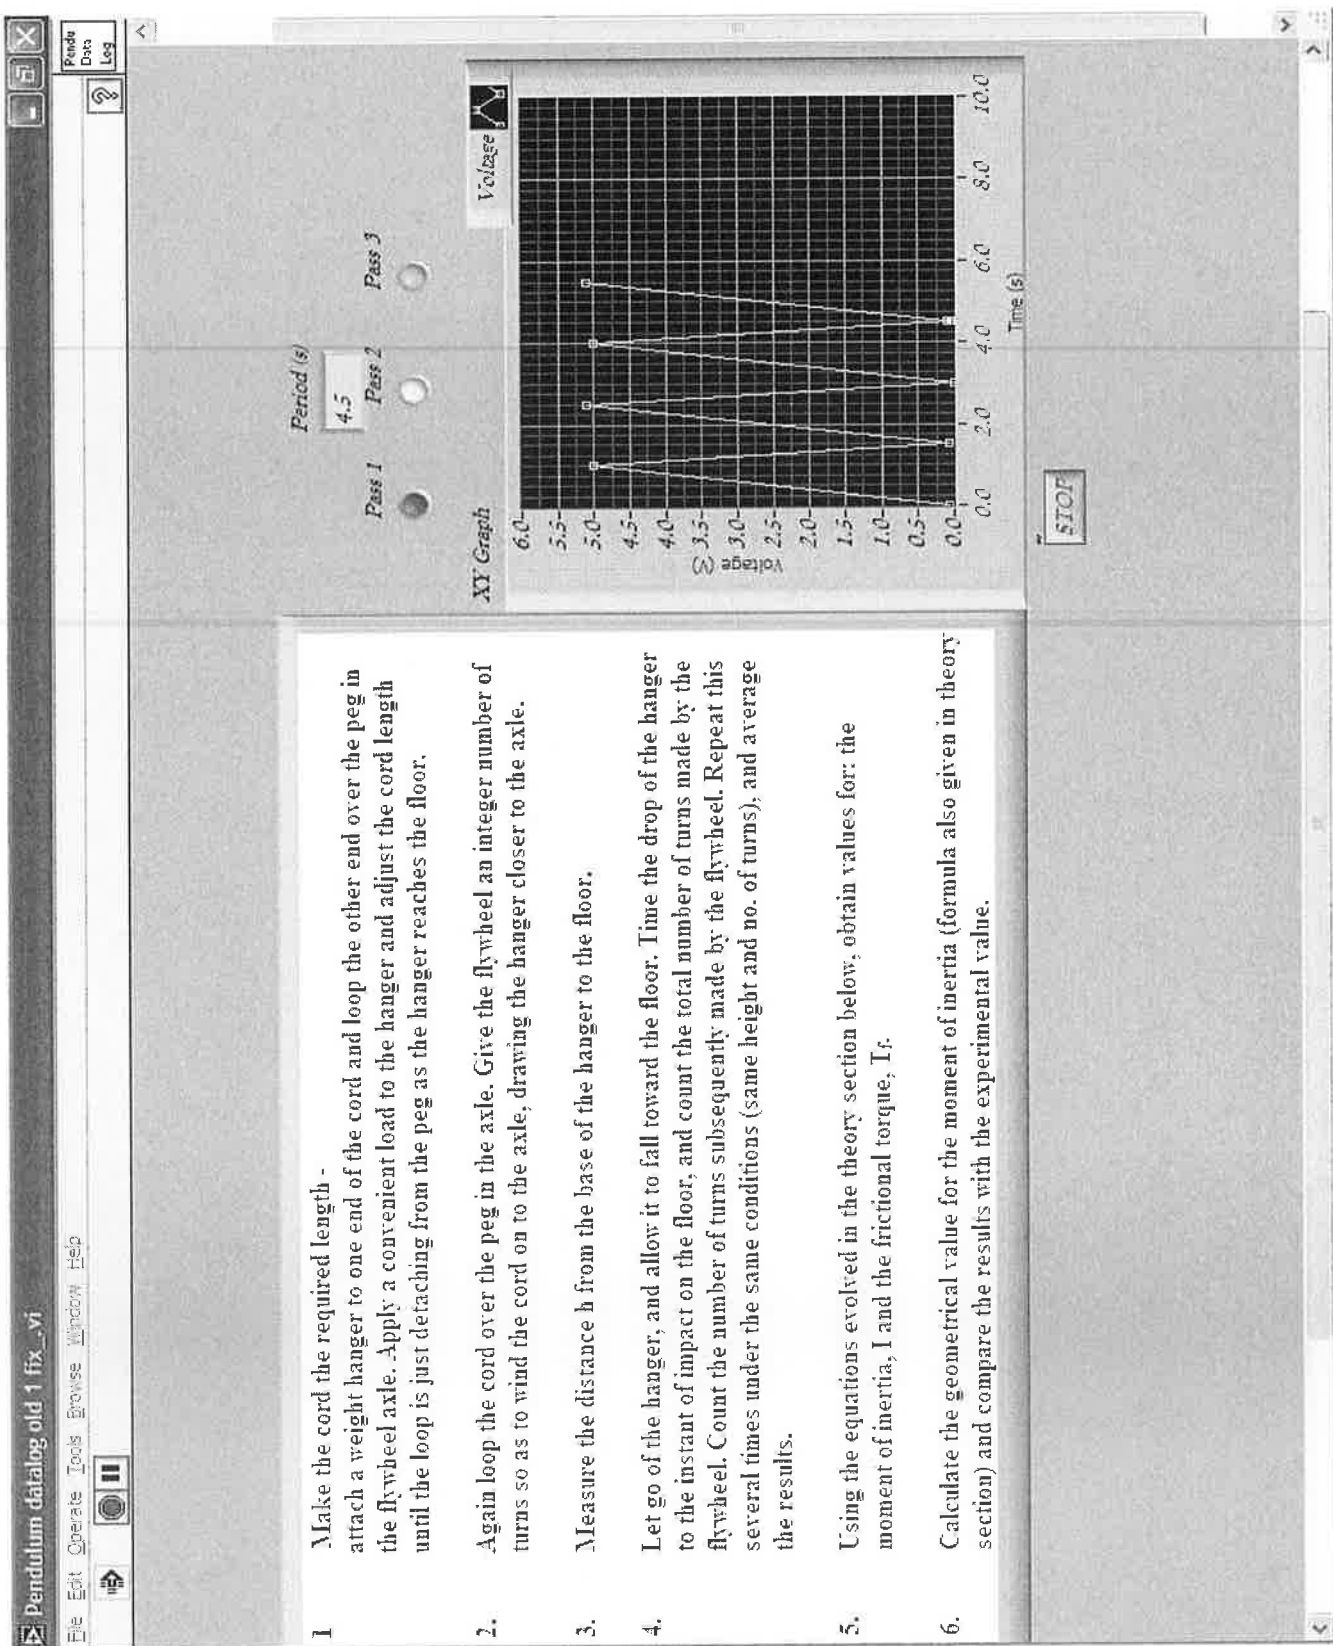 Pendulum datalog old 1 fix_.vi
File Edit Operate Tools Browse Window Help
Pendu
Data
Log
?
1 Make the cord the required length -
attach a weight hanger to one end of the cord and loop the other end over the peg in
the flywheel axle. Apply a convenient load to the hanger and adjust the cord length
until the loop is just detaching from the peg as the hanger reaches the floor.
2. Again loop the cord over the peg in the axle. Give the flywheel an integer number of
turns so as to wind the cord on to the axle, drawing the hanger closer to the axle.
3. Measure the distance h from the base of the hanger to the floor.
4. Let go of the hanger, and allow it to fall toward the floor. Time the drop of the hanger
to the instant of impact on the floor, and count the total number of turns made by the
flywheel. Count the number of turns subsequently made by the flywheel. Repeat this
several times under the same conditions (same height and no. of turns), and average
the results.
5. Using the equations evolved in the theory section below, obtain values for: the
moment of inertia, I and the frictional torque, Tf.
6. Calculate the geometrical value for the moment of inertia (formula also given in theory
section) and compare the results with the experimental value.
Period (s)
4.5
Pass 1
Pass 2
Pass 3
XY Graph
Voltage
Voltage (V)
6.0
5.5
5.0
4.5
4.0
3.5
3.0
2.5
2.0
1.5
1.0
0.5
0.0
0.0 2.0 4.0 6.0 8.0 10.0
Time (s)
STOP